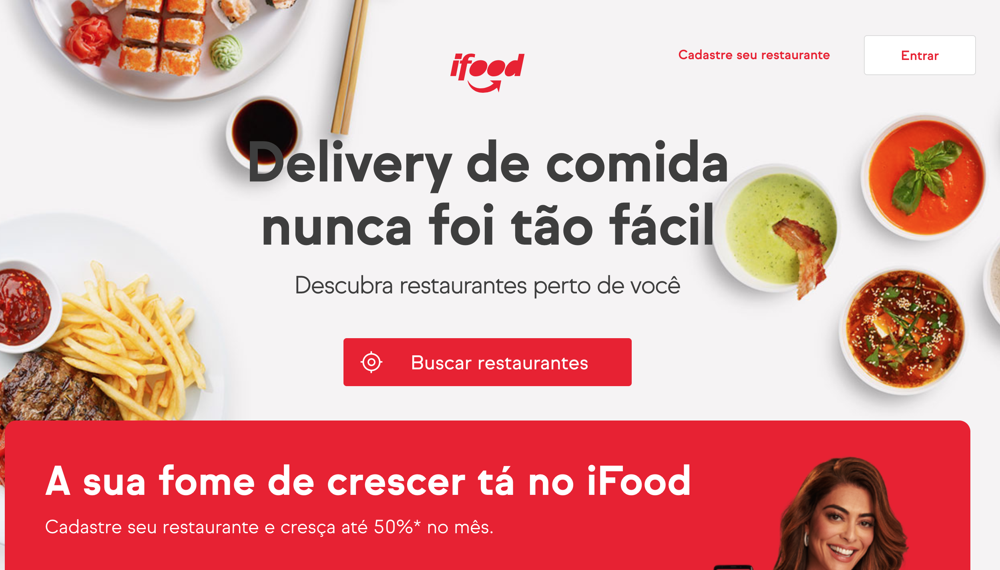 ifood
Cadastre seu restaurante
Entrar
Delivery de comida
nunca foi tão fácil
Descubra restaurantes perto de você
Buscar restaurantes
A sua fome de crescer tá no iFood
Cadastre seu restaurante e cresça até 50%* no mês.